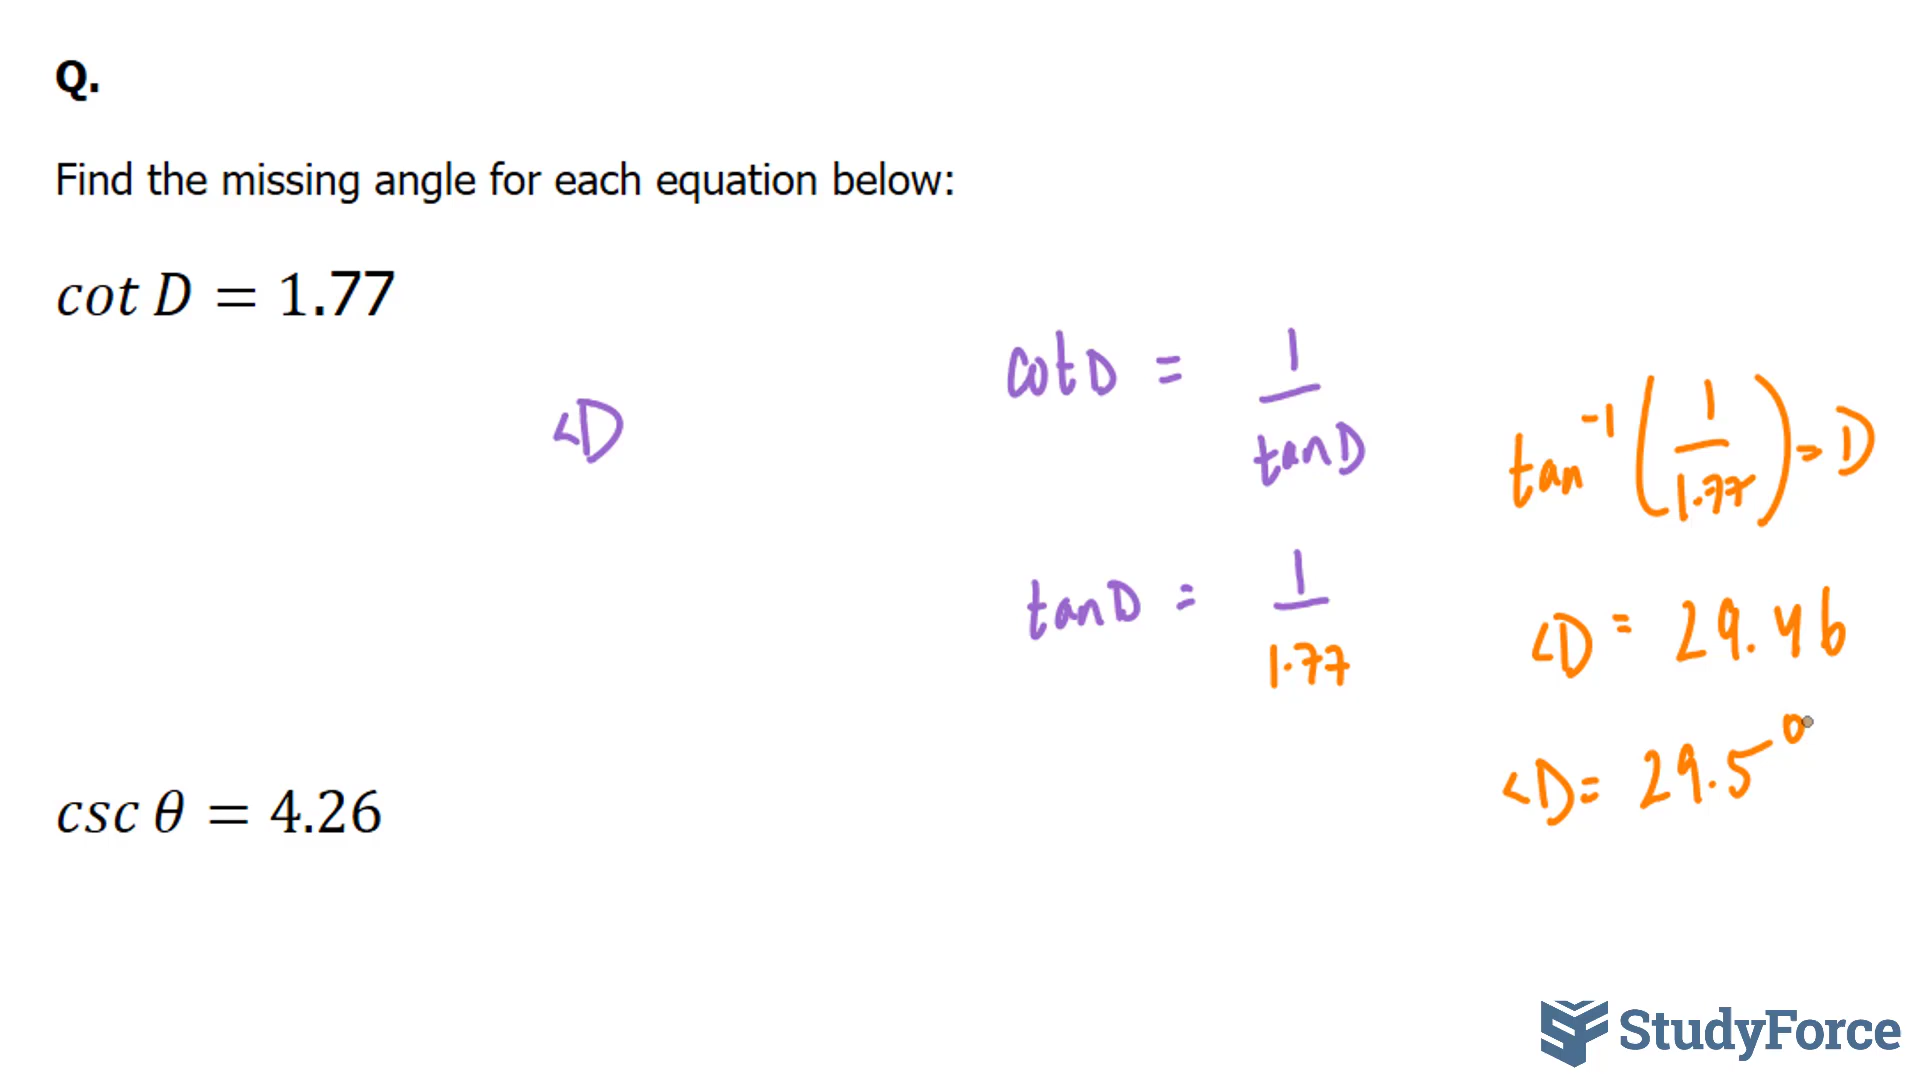 Q.
Find the missing angle for each equation below:
cot D = 1.77
<D
cot D = 1
tan D
tan D = 1
1.77
tan⁻¹(1/1.77) = D
<D = 29.46
<D = 29.5°
csc θ = 4.26
StudyForce